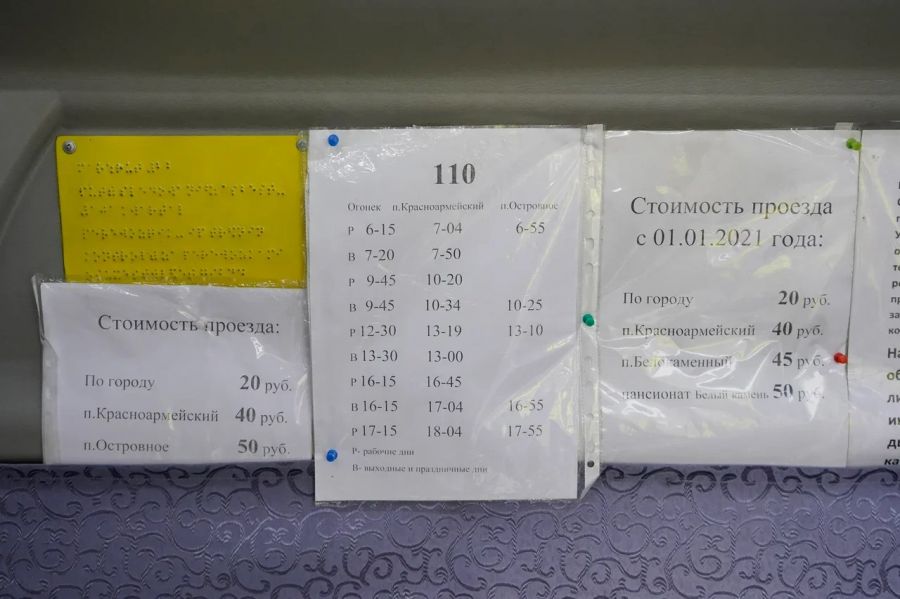 Стоимость проезда:
По городу 20 руб.
п.Красноармейский 40 руб.
п.Островное 50 руб.
110
Огонек п.Красноармейский п.Островное
Р 6-15 7-04 6-55
В 7-20 7-50
Р 9-45 10-20
В 9-45 10-34 10-25
Р 12-30 13-19 13-10
В 13-30 13-00
Р 16-15 16-45
В 16-15 17-04 16-55
Р 17-15 18-04 17-55
Р- рабочие дни
В- выходные и праздничные дни
Стоимость проезда
с 01.01.2021 года:
По городу 20 руб.
п.Красноармейский 40 руб.
п.Белокаменный 45 руб.
пансионат Белый камень 50 руб.